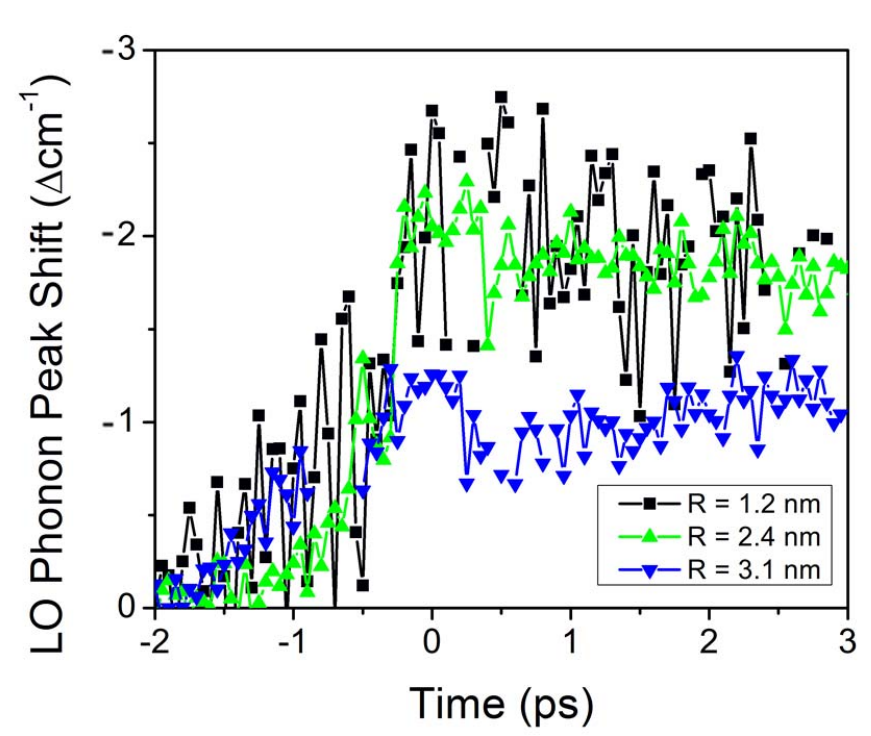 LO Phonon Peak Shift (Δcm⁻¹)
-3
-2
-1
0
R = 1.2 nm
R = 2.4 nm
R = 3.1 nm
-2 -1 0 1 2 3
Time (ps)